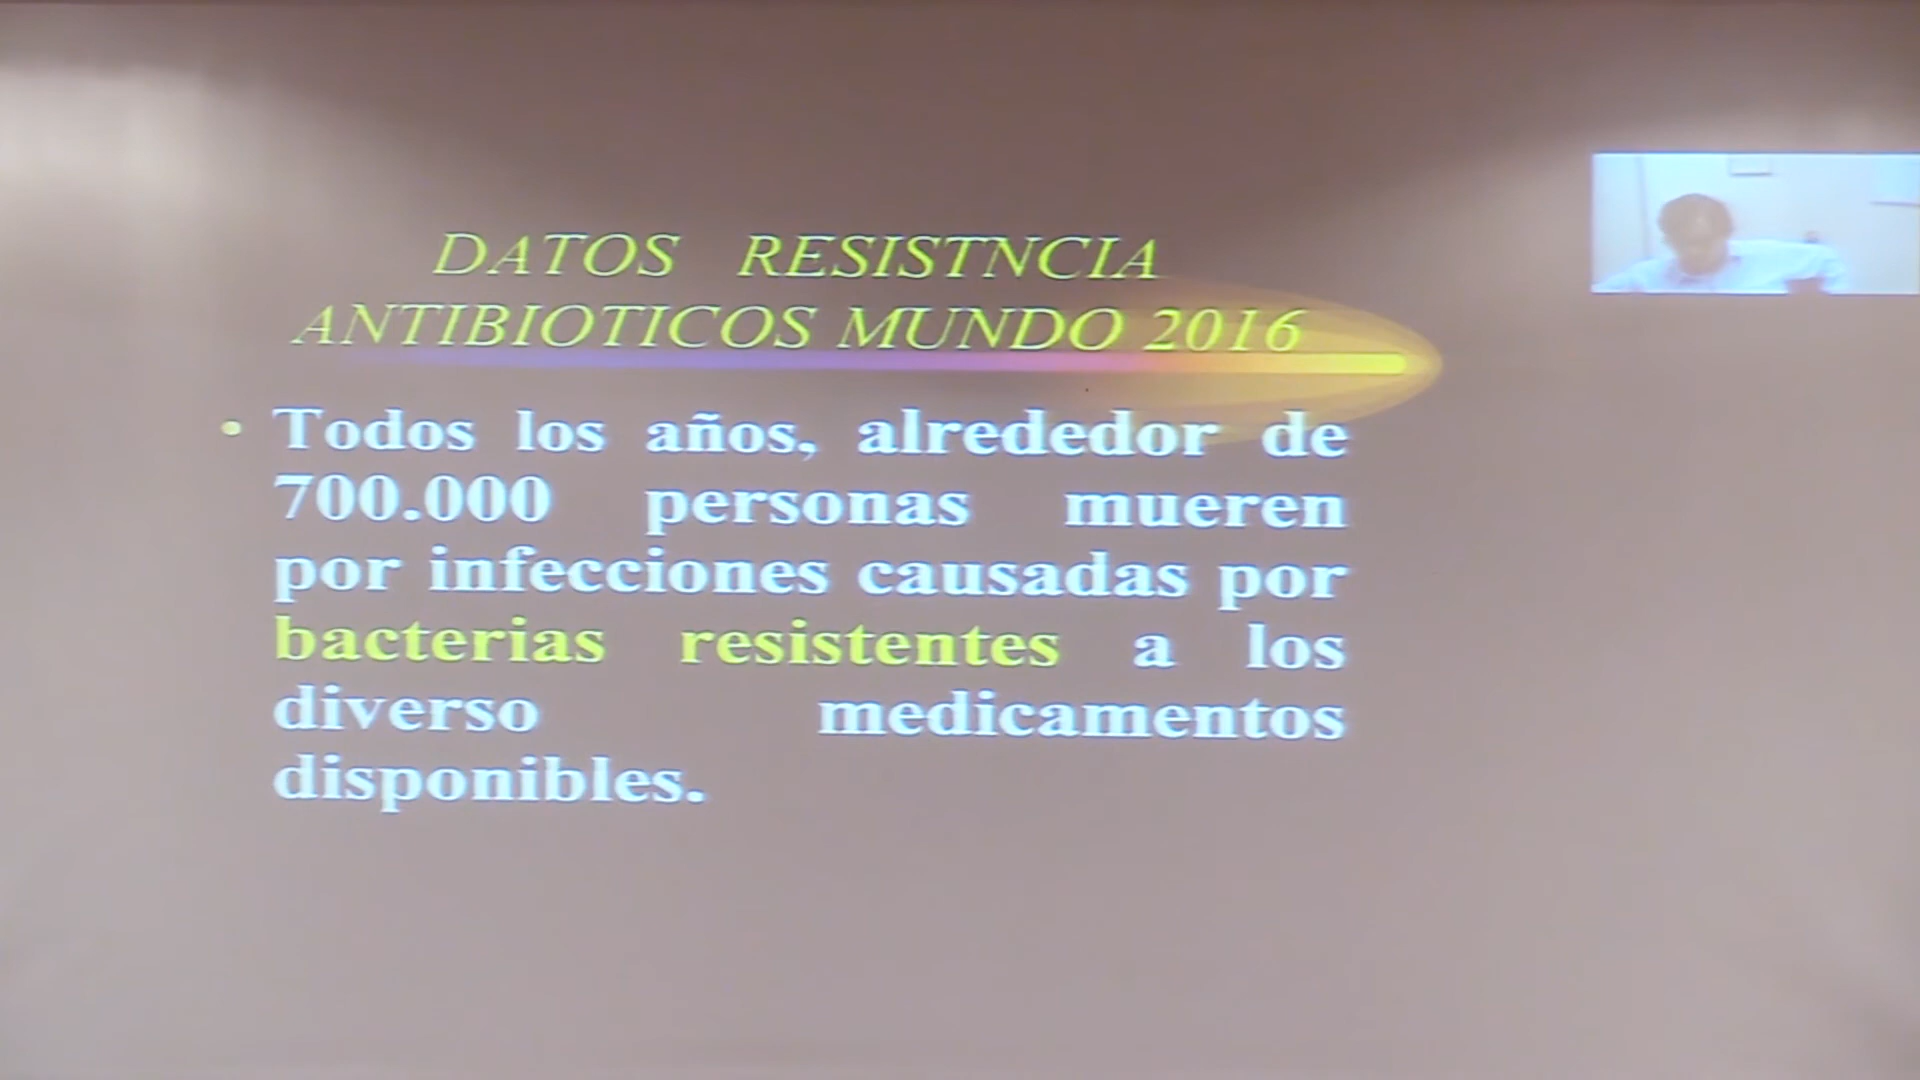 DATOS RESISTNCIA
ANTIBIOTICOS MUNDO 2016
• Todos los años, alrededor de
700.000 personas mueren
por infecciones causadas por
bacterias resistentes a los
diverso medicamentos
disponibles.